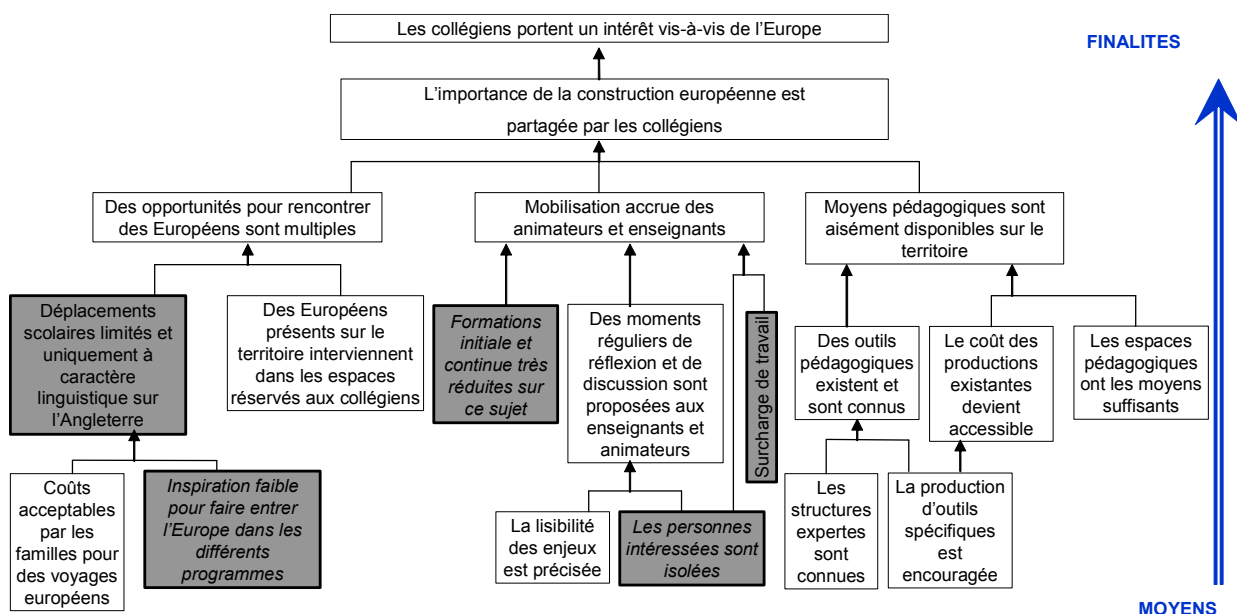 Les collégiens portent un intérêt vis-à-vis de l'Europe
FINALITES
L'importance de la construction européenne est
partagée par les collégiens
Des opportunités pour rencontrer
des Européens sont multiples
Mobilisation accrue des
animateurs et enseignants
Moyens pédagogiques sont
aisément disponibles sur le
territoire
Déplacements
scolaires limités et
uniquement à
caractère
linguistique sur
l'Angleterre
Des Européens
présents sur le
territoire interviennent
dans les espaces
réservés aux collégiens
Formations
initiale et
continue très
réduites sur
ce sujet
Des moments
réguliers de
réflexion et de
discussion sont
proposées aux
enseignants et
animateurs
Surcharge de travail
Des outils
pédagogiques
existent et
sont connus
Le coût des
productions
existantes
devient
accessible
Les espaces
pédagogiques
ont les moyens
suffisants
Coûts
acceptables
par les
familles pour
des voyages
européens
Inspiration faible
pour faire entrer
l'Europe dans les
différents
programmes
La lisibilité
des enjeux
est précisée
Les personnes
intéressées sont
isolées
Les
structures
expertes
sont
connues
La production
d'outils
spécifiques est
encouragée
MOYENS